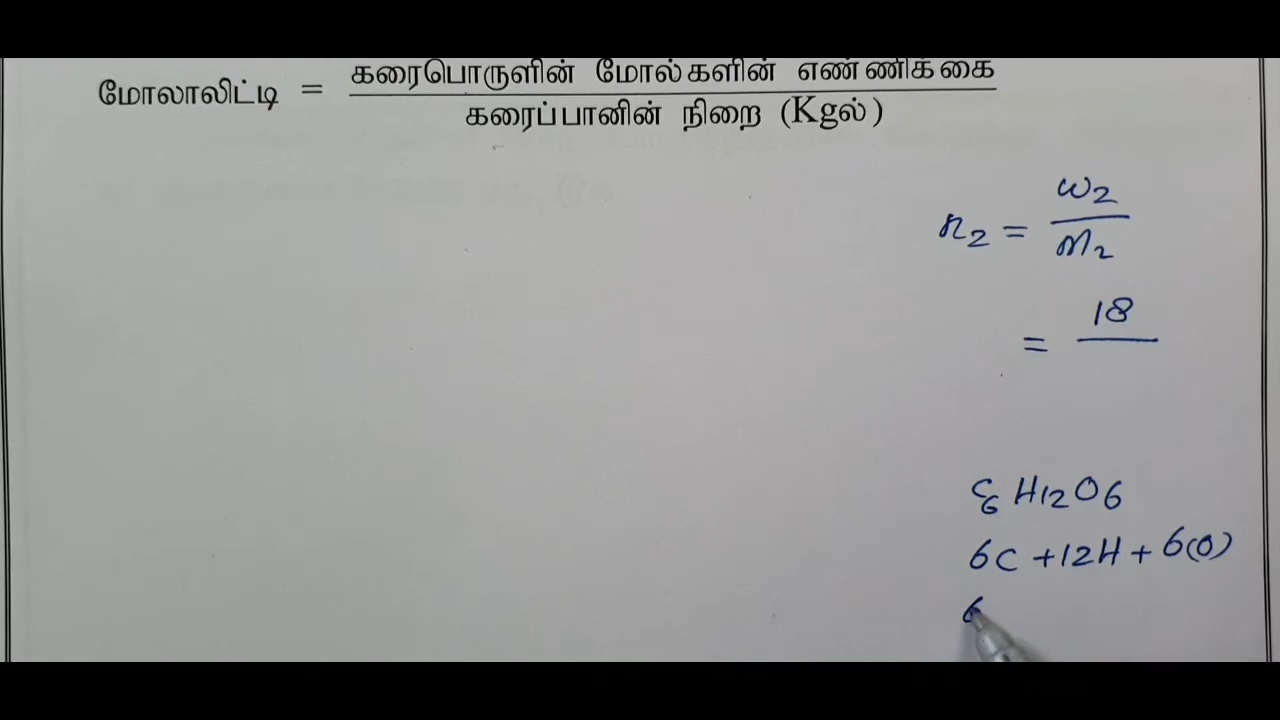 கரைபொருளின் மோல்களின் எண்ணிக்கை
மோலாலிட்டி =
கரைப்பானின் நிறை (Kgல்)
n2 = w2 / m2
= 18
C6H12O6
6C + 12H + 6(O)
6